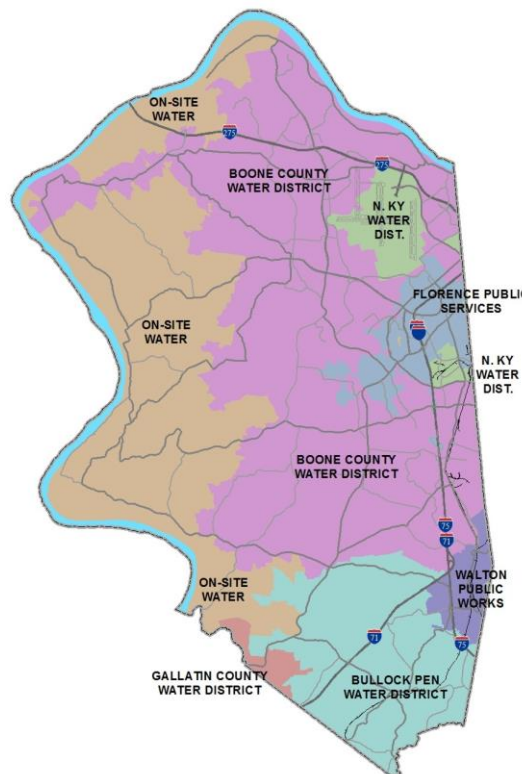 ON-SITE
WATER
275
275
BOONE COUNTY
WATER DISTRICT
N. KY
WATER
DIST.
FLORENCE PUBLIC
SERVICES
ON-SITE
WATER
N. KY
WATER
DIST.
BOONE COUNTY
WATER DISTRICT
75
71
ON-SITE
WATER
WALTON
PUBLIC
WORKS
71
75
GALLATIN COUNTY
WATER DISTRICT
BULLOCK PEN
WATER DISTRICT